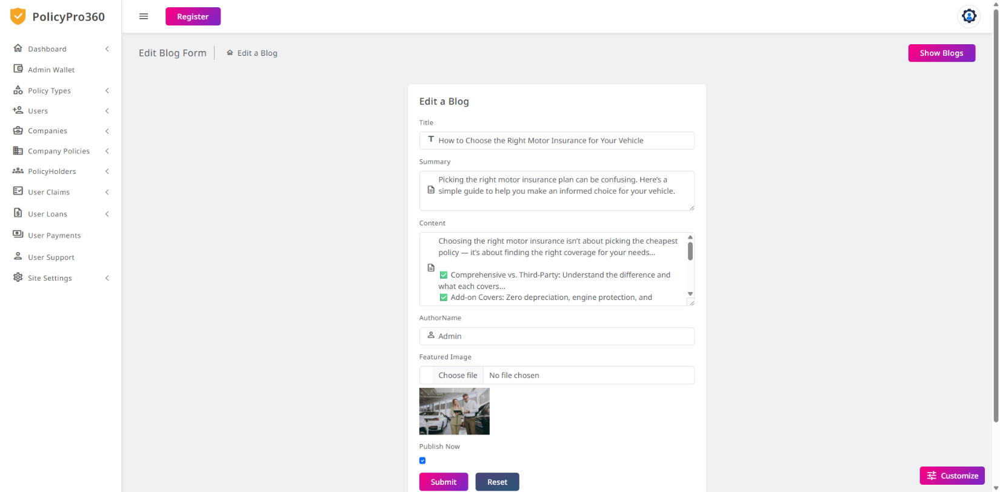 PolicyPro360
Register
Dashboard
Admin Wallet
Policy Types
Users
Companies
Company Policies
PolicyHolders
User Claims
User Loans
User Payments
User Support
Site Settings
Edit Blog Form
Edit a Blog
Show Blogs
Edit a Blog
Title
How to Choose the Right Motor Insurance for Your Vehicle
Summary
Picking the right motor insurance plan can be confusing. Here’s a
simple guide to help you make an informed choice for your vehicle.
Content
Choosing the right motor insurance isn’t about picking the cheapest
policy — it’s about finding the right coverage for your needs...
✅ Comprehensive vs. Third-Party: Understand the difference and
what each covers...
✅ Add-on Covers: Zero depreciation, engine protection, and
AuthorName
Admin
Featured Image
Choose file No file chosen
Publish Now
Submit
Reset
Customize